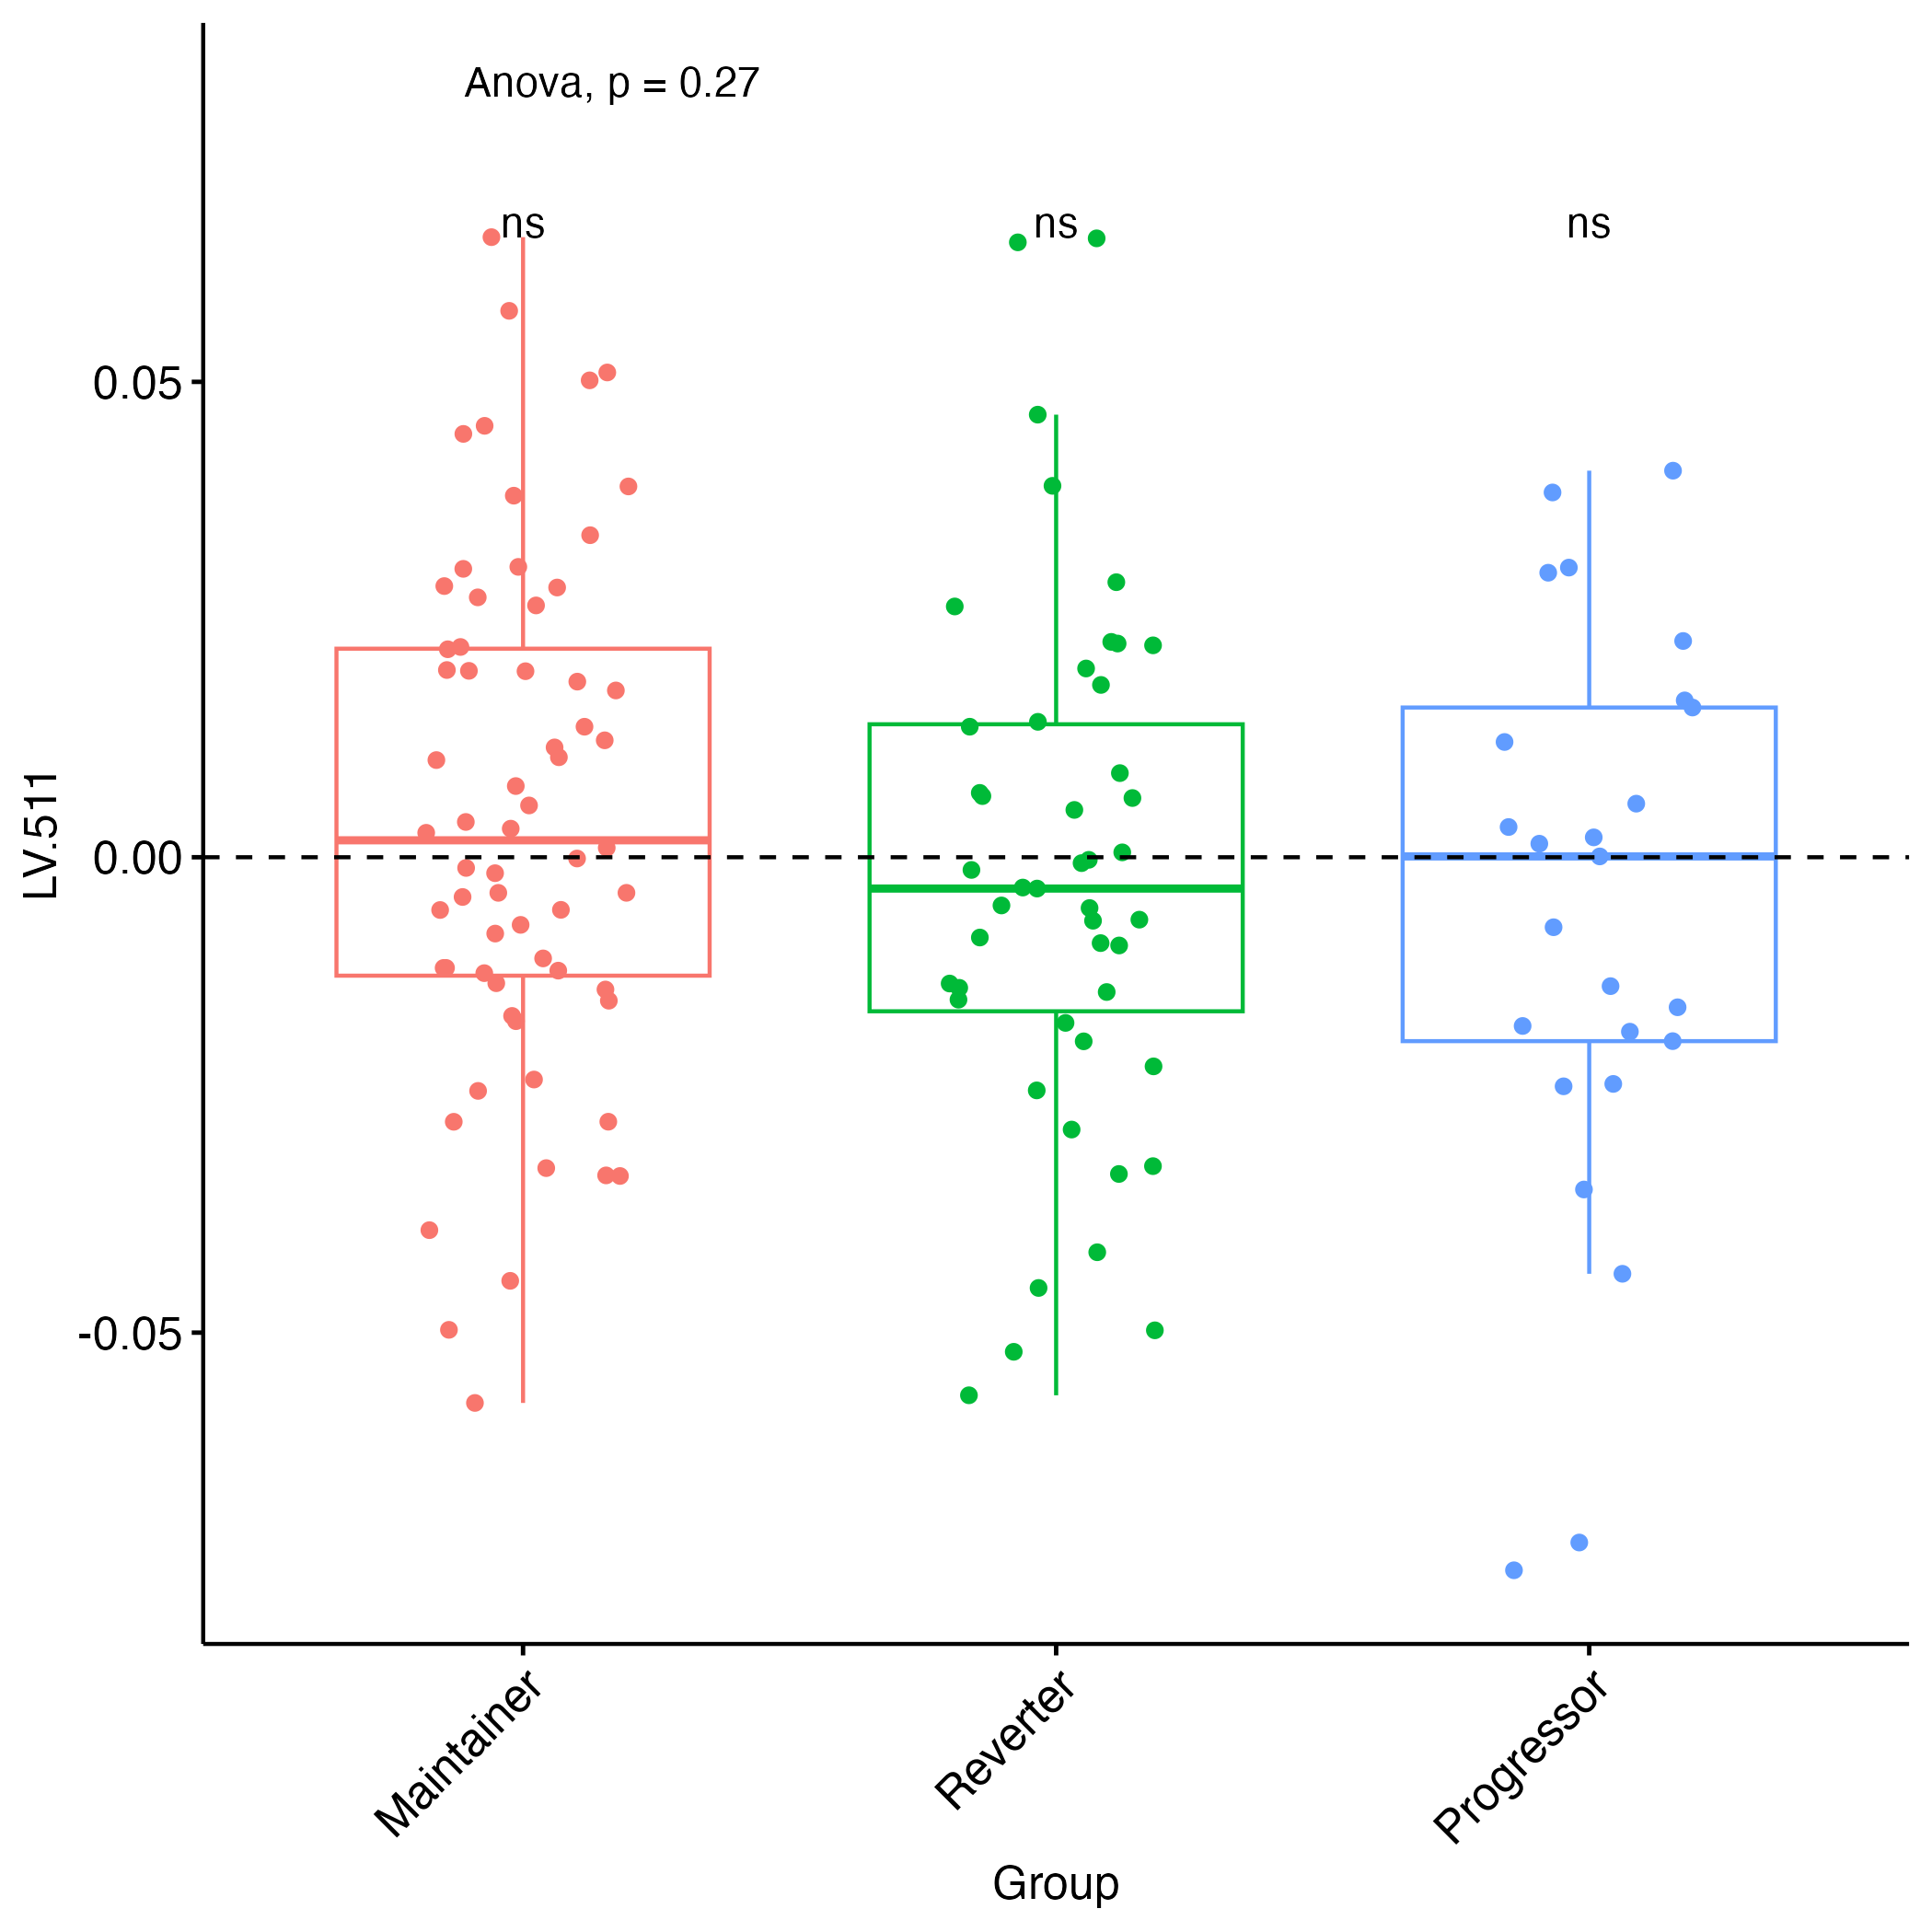 Anova, p = 0.27
ns ns ns
0.05
0.00
-0.05
LV.511
Maintainer Reverter Progressor
Group